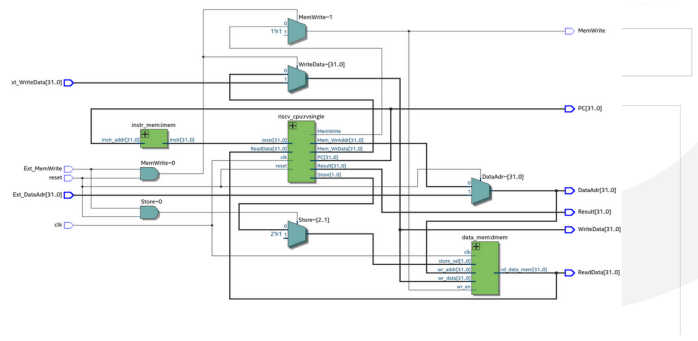 MemWrite~1
0
1'h1 1
MemWrite
WriteData~[31..0]
0
1
xt_WriteData[31..0]
PC[31..0]
instr_mem:imem
instr_addr[31..0] instr[31..0]
riscv_cpu:rvsingle
MemWrite
Instr[31..0] Mem_WrAddr[31..0]
ReadData[31..0] Mem_WrData[31..0]
clk PC[31..0]
reset Result[31..0]
Store[1..0]
Ext_MemWrite
reset
MemWrite~0
DataAdr~[31..0]
0
1
Ext_DataAdr[31..0]
DataAdr[31..0]
Store~0
Result[31..0]
clk
Store~[2..1]
0
2'h1 1
WriteData[31..0]
data_mem:dmem
clk
store_sel[1..0]
wr_addr[31..0] rd_data_mem[31..0]
wr_data[31..0]
wr_en
ReadData[31..0]